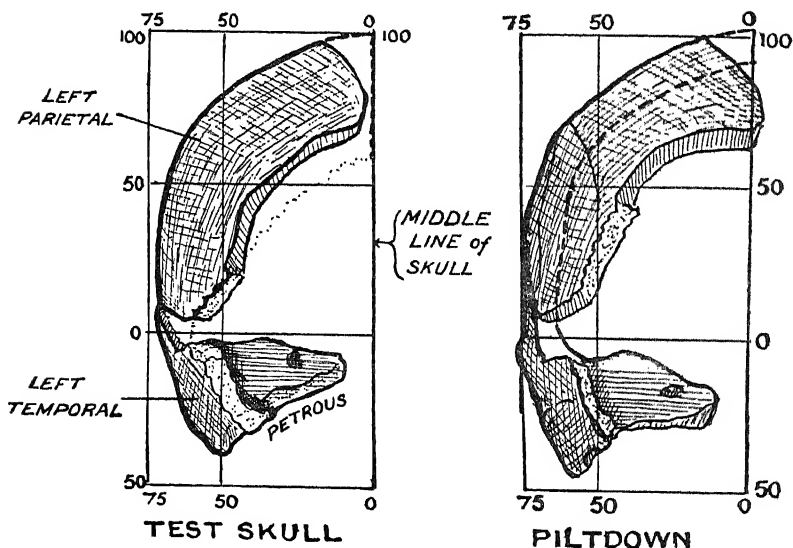 75 50 0
100 100
LEFT
PARIETAL
50
0
LEFT
TEMPORAL
PETROUS
50
75 50 0
TEST SKULL
MIDDLE
LINE of
SKULL
75 50 0
100
50
0
50
75 50 0
PILTDOWN